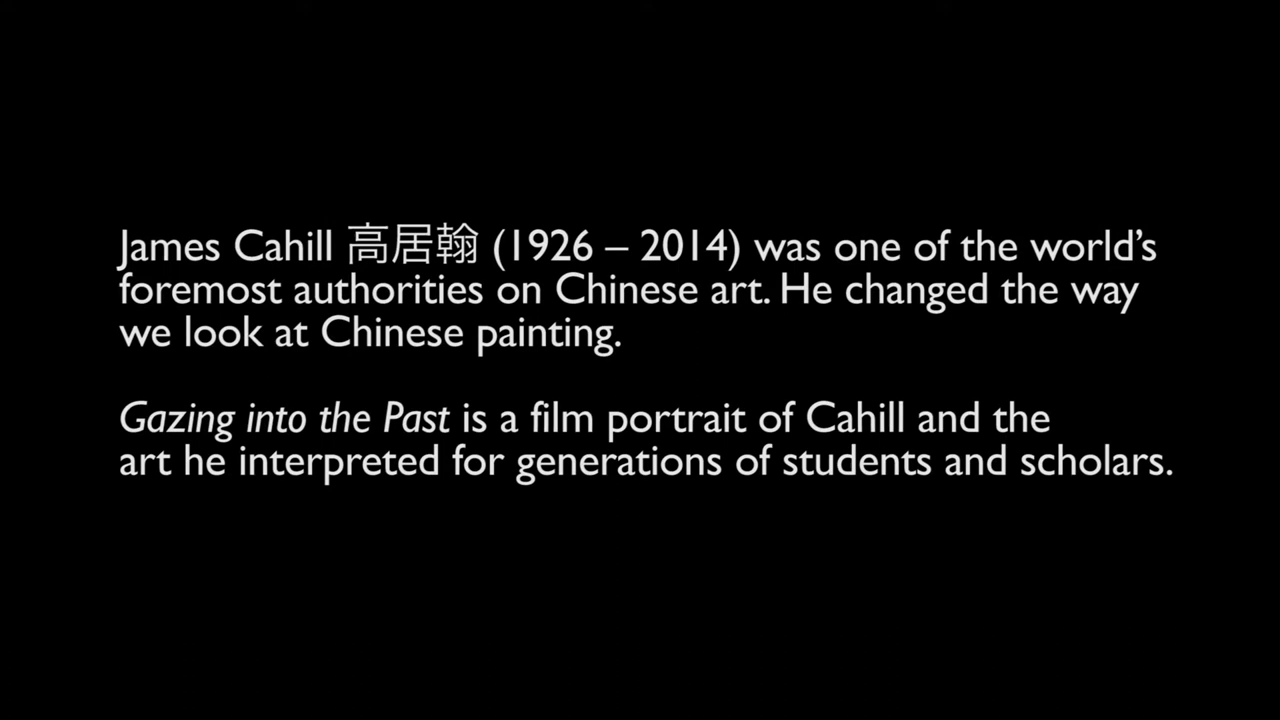 James Cahill 高居翰 (1926 – 2014) was one of the world’s
foremost authorities on Chinese art. He changed the way
we look at Chinese painting.
Gazing into the Past is a film portrait of Cahill and the
art he interpreted for generations of students and scholars.